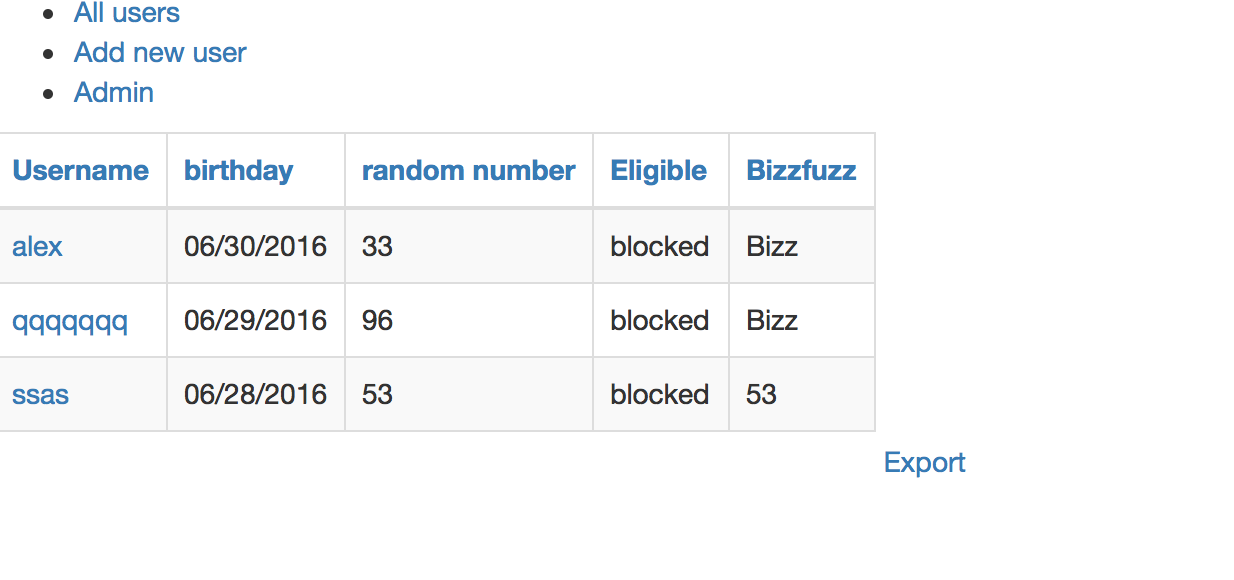 All users
Add new user
Admin
Username birthday random number Eligible Bizzfuzz
alex 06/30/2016 33 blocked Bizz
qqqqqqq 06/29/2016 96 blocked Bizz
ssas 06/28/2016 53 blocked 53
Export